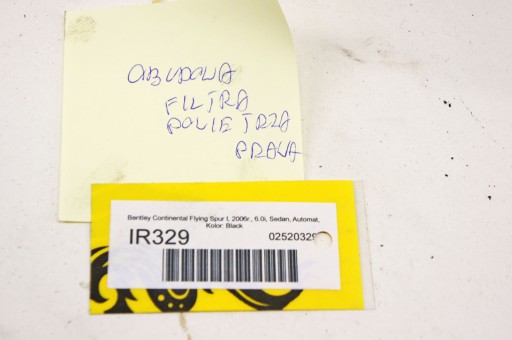 OBUDOWA
FILTRA
POWIETRZA
PRAWA
Bentley Continental Flying Spur I, 2006r., 6.0i, Sedan, Automat,
Kolor: Black
IR329 02520329